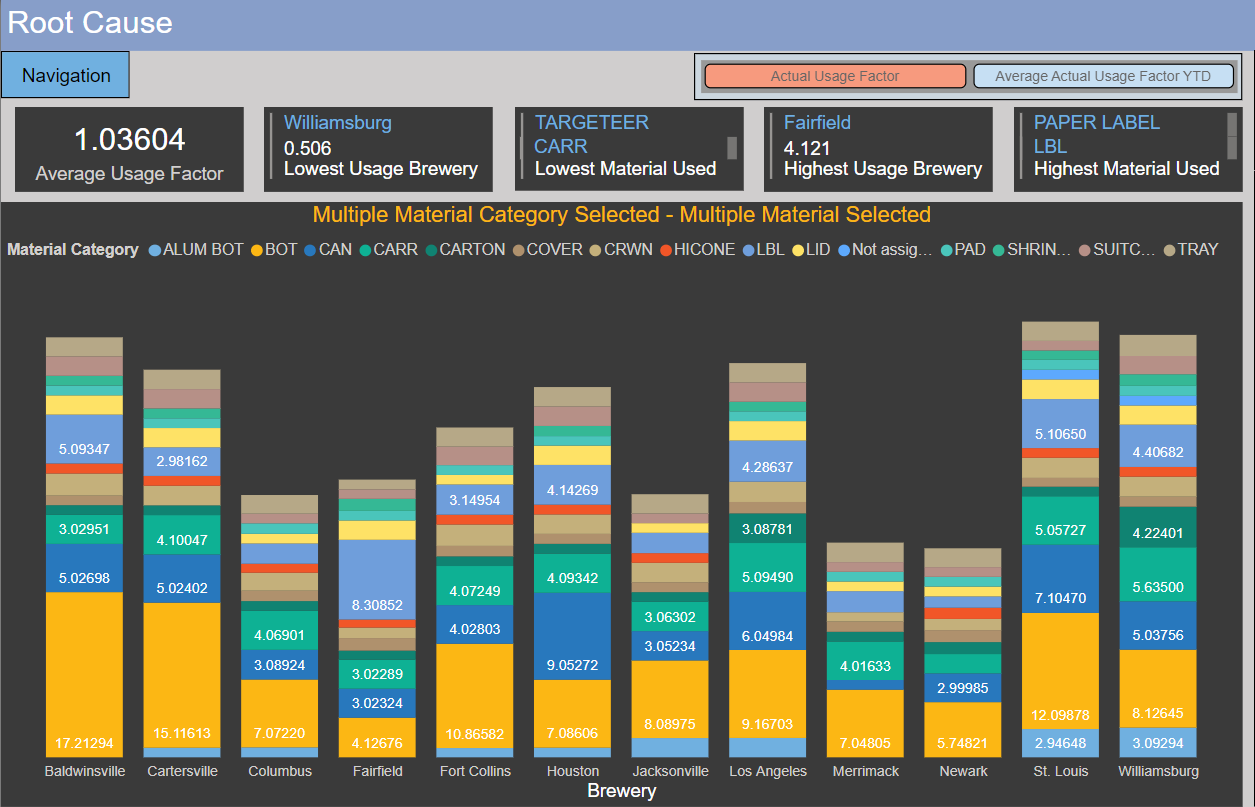 Root Cause
Navigation
Actual Usage Factor
Average Actual Usage Factor YTD
1.03604
Average Usage Factor
Williamsburg
0.506
Lowest Usage Brewery
TARGETEER
CARR
Lowest Material Used
Fairfield
4.121
Highest Usage Brewery
PAPER LABEL
LBL
Highest Material Used
Multiple Material Category Selected - Multiple Material Selected
Material Category ALUM BOT BOT CAN CARR CARTON COVER CRWN HICONE LBL LID Not assig... PAD SHRIN... SUITC... TRAY
5.09347
3.02951
5.02698
17.21294
2.98162
4.10047
5.02402
15.11613
4.06901
3.08924
7.07220
8.30852
3.02289
3.02324
4.12676
3.14954
4.07249
4.02803
10.86582
4.14269
4.09342
9.05272
7.08606
3.06302
3.05234
8.08975
4.28637
3.08781
5.09490
6.04984
9.16703
4.01633
7.04805
2.99985
5.74821
5.10650
5.05727
7.10470
12.09878
2.94648
4.40682
4.22401
5.63500
5.03756
8.12645
3.09294
Baldwinsville Cartersville Columbus Fairfield Fort Collins Houston Jacksonville Los Angeles Merrimack Newark St. Louis Williamsburg
Brewery